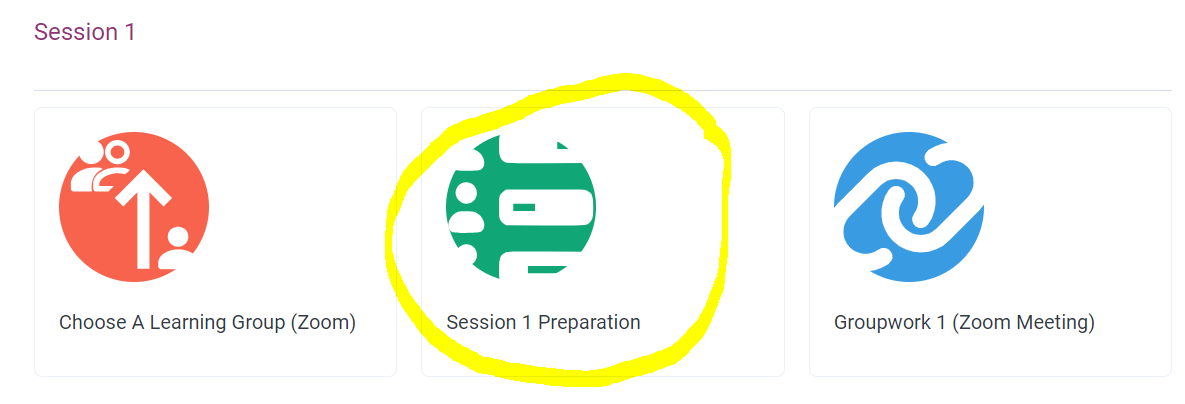 Session 1
Choose A Learning Group (Zoom)
Session 1 Preparation
Groupwork 1 (Zoom Meeting)